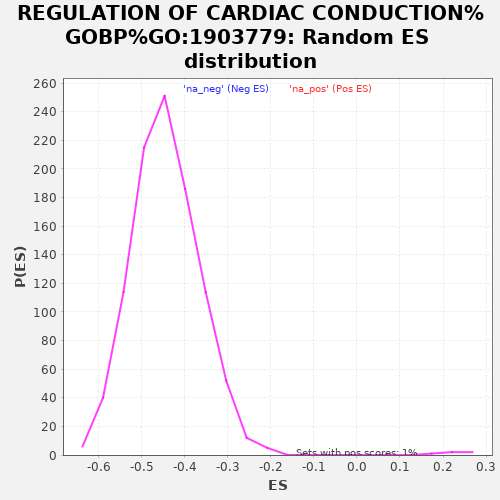 REGULATION OF CARDIAC CONDUCTION%
GOBP%GO:1903779: Random ES
distribution
'na_neg' (Neg ES) 'na_pos' (Pos ES)
260
240
220
200
180
160
140
120
100
80
60
40
20
0
P(ES)
Sets with pos scores: 1%
-0.6 -0.5 -0.4 -0.3 -0.2 -0.1 0.0 0.1 0.2 0.3
ES